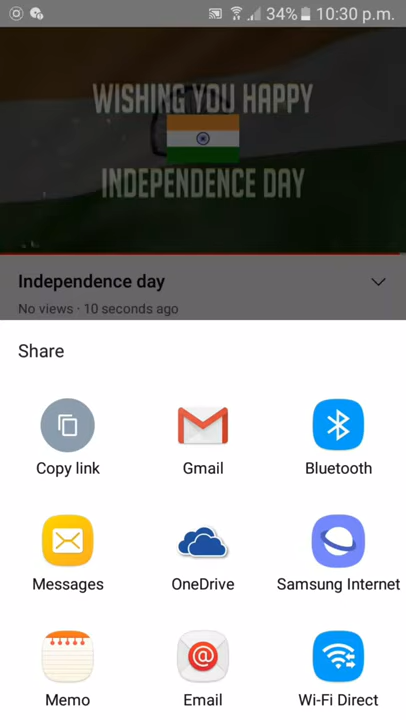 34% 10:30 p.m.
WISHING YOU HAPPY
INDEPENDENCE DAY
Independence day
No views · 10 seconds ago
Share
Copy link
Gmail
Bluetooth
Messages
OneDrive
Samsung Internet
Memo
Email
Wi-Fi Direct